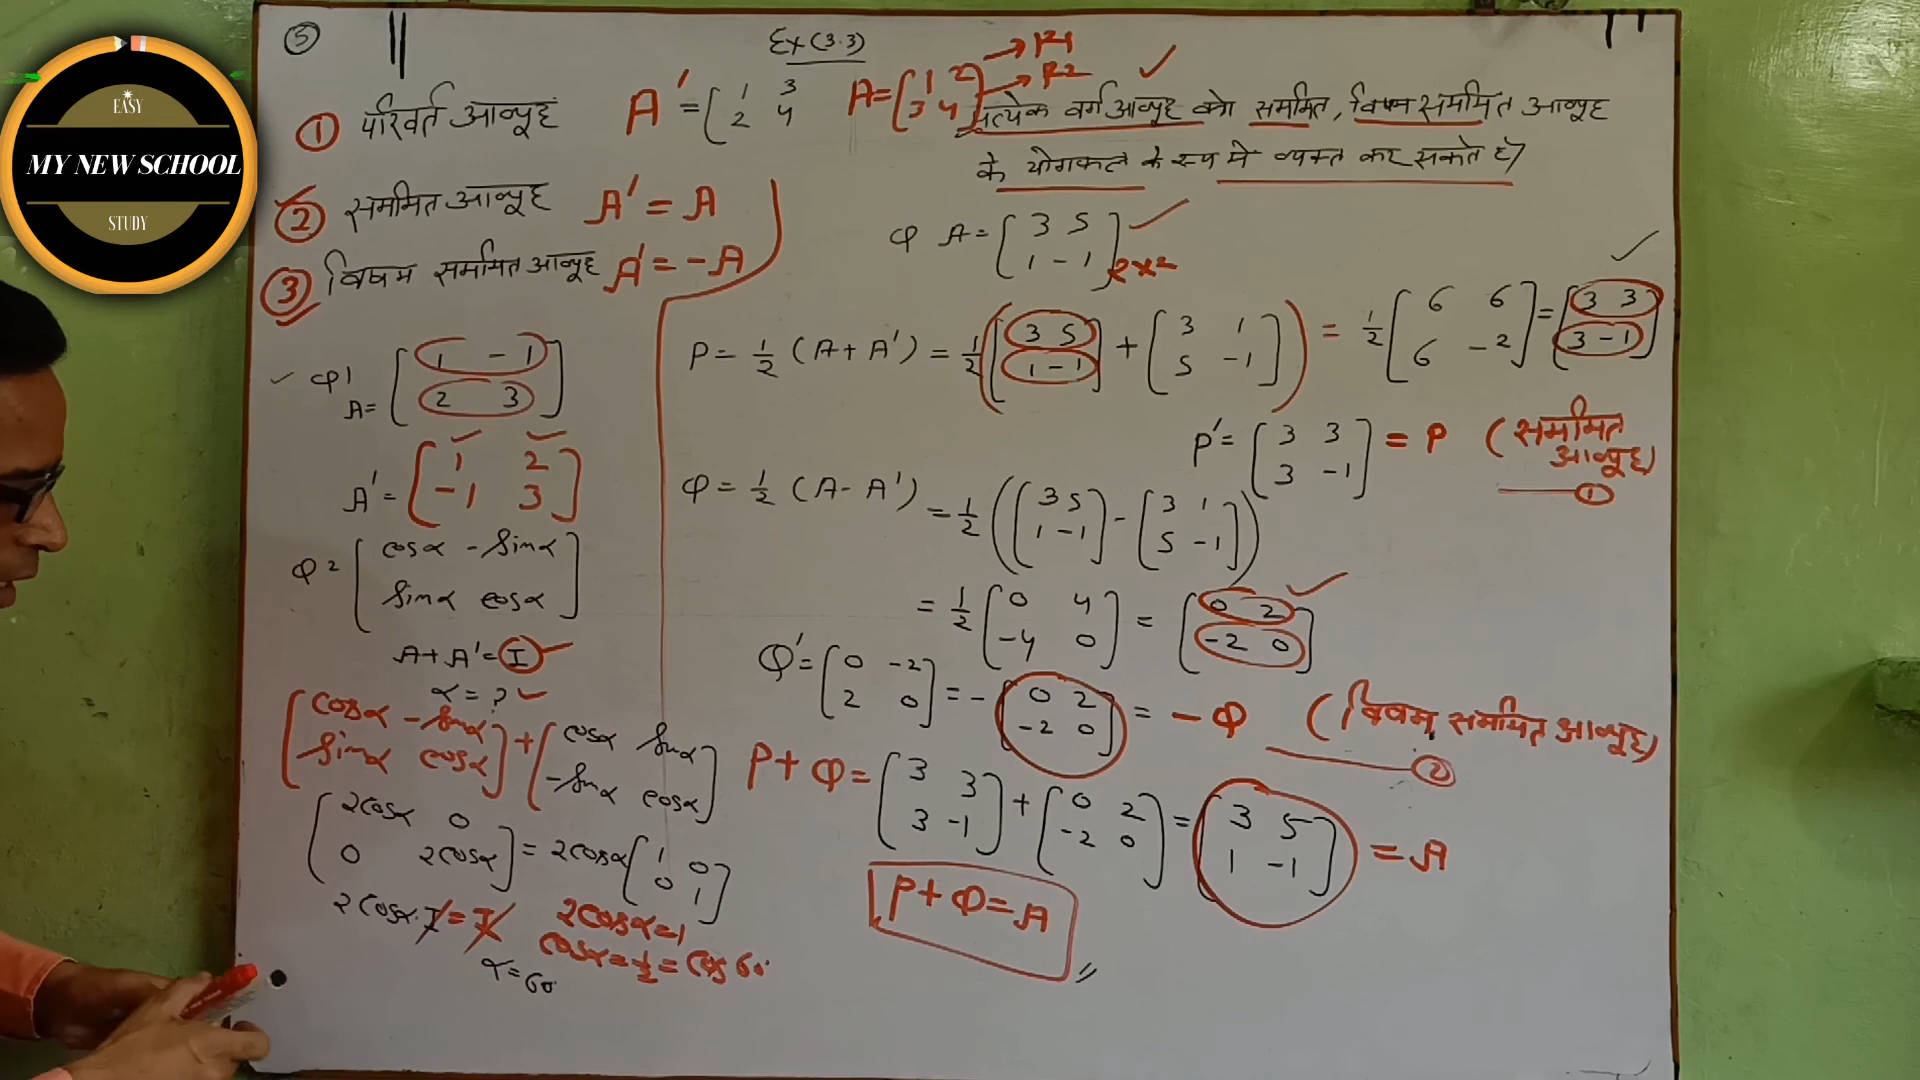 EASY
MY NEW SCHOOL
STUDY
5
Ex (3.3)
① परिवर्त आव्यूह A' = [1 3
2 4
A = [1 2 → R1
3 4] → R2
प्रत्येक वर्ग आव्यूह को सममित, विषम सममित आव्यूह
के योगफल के रूप में व्यक्त कर सकते है
② सममित आव्यूह A' = A
③ विषम सममित आव्यूह A' = -A
Q1 A = [1 -1
2 3]
A' = [1 2
-1 3]
Q2 [cosα -sinα
sinα cosα]
A + A' = I
α = ?
[cosα -sinα
sinα cosα] + [cosα sinα
-sinα cosα]
[2cosα 0
0 2cosα] = 2cosα [1 0
0 1]
2cosα·I = I
2cosα = 1
cosα = 1/2 = cos 60°
α = 60°
Q A = [3 5
1 -1] 2×2
P = 1/2 (A + A') = 1/2 ([3 5
1 -1] + [3 1
5 -1]) = 1/2 [6 6
6 -2] = [3 3
3 -1]
P' = [3 3
3 -1] = P (सममित
आव्यूह)
①
Q = 1/2 (A - A') = 1/2 ([3 5
1 -1] - [3 1
5 -1])
= 1/2 [0 4
-4 0] = [0 2
-2 0]
Q' = [0 -2
2 0] = - [0 2
-2 0] = -Q (विषम सममित आव्यूह)
②
P + Q = [3 3
3 -1] + [0 2
-2 0] = [3 5
1 -1] = A
P + Q = A